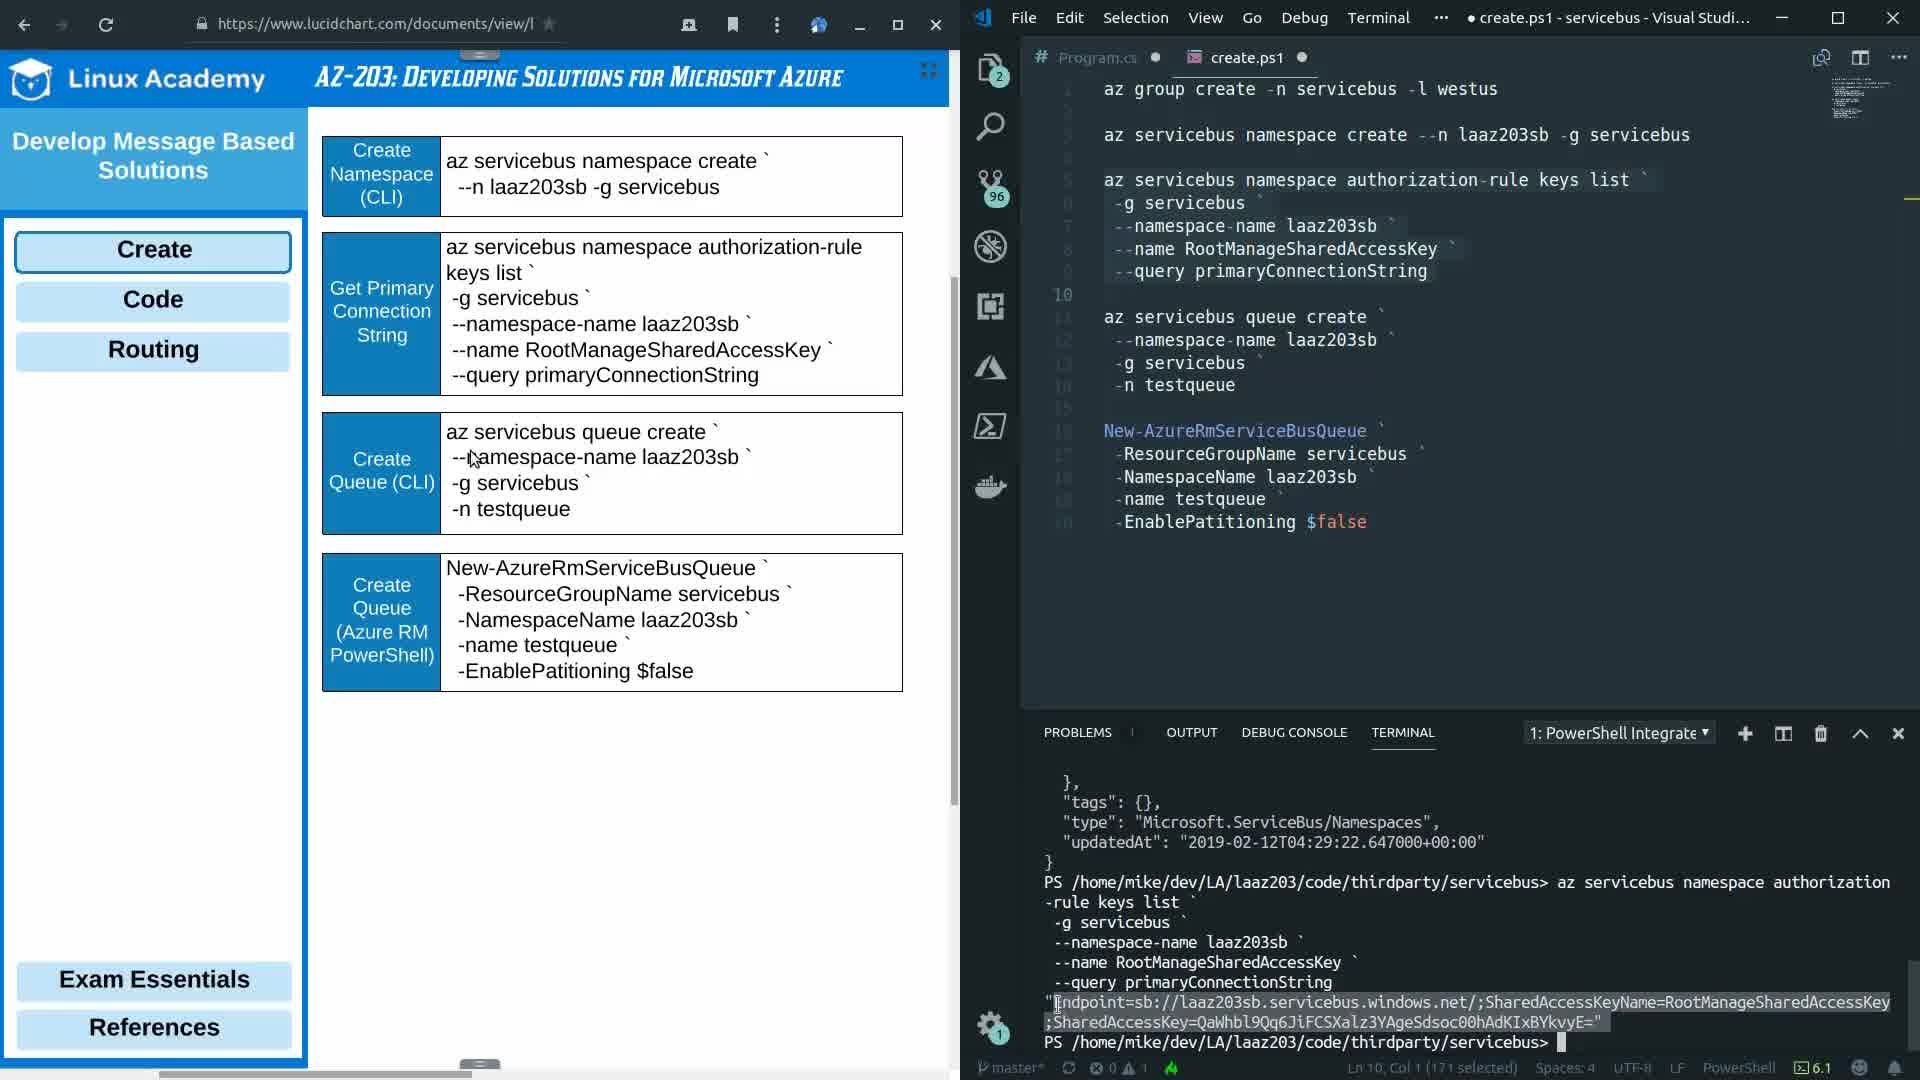 https://www.lucidchart.com/documents/view/l
Linux Academy
AZ-203: Developing Solutions for Microsoft Azure
Develop Message Based
Solutions
Create
Code
Routing
Exam Essentials
References
Create
Namespace
(CLI)
az servicebus namespace create `
--n laaz203sb -g servicebus
Get Primary
Connection
String
az servicebus namespace authorization-rule
keys list `
-g servicebus `
--namespace-name laaz203sb `
--name RootManageSharedAccessKey `
--query primaryConnectionString
Create
Queue (CLI)
az servicebus queue create `
--namespace-name laaz203sb `
-g servicebus `
-n testqueue
Create
Queue
(Azure RM
PowerShell)
New-AzureRmServiceBusQueue `
-ResourceGroupName servicebus `
-NamespaceName laaz203sb `
-name testqueue `
-EnablePatitioning $false
File Edit Selection View Go Debug Terminal ··· ● create.ps1 - servicebus - Visual Studi...
# Program.cs ● create.ps1 ●
2
96
1
1 az group create -n servicebus -l westus
2
3 az servicebus namespace create --n laaz203sb -g servicebus
4
5 az servicebus namespace authorization-rule keys list `
6 -g servicebus `
7 --namespace-name laaz203sb `
8 --name RootManageSharedAccessKey `
9 --query primaryConnectionString
10
11 az servicebus queue create `
12 --namespace-name laaz203sb `
13 -g servicebus `
14 -n testqueue
15
16 New-AzureRmServiceBusQueue `
17 -ResourceGroupName servicebus `
18 -NamespaceName laaz203sb `
19 -name testqueue `
20 -EnablePatitioning $false
PROBLEMS 1 OUTPUT DEBUG CONSOLE TERMINAL 1: PowerShell Integrate
},
"tags": {},
"type": "Microsoft.ServiceBus/Namespaces",
"updatedAt": "2019-02-12T04:29:22.647000+00:00"
}
PS /home/mike/dev/LA/laaz203/code/thirdparty/servicebus> az servicebus namespace authorization
-rule keys list `
-g servicebus `
--namespace-name laaz203sb `
--name RootManageSharedAccessKey `
--query primaryConnectionString
"Endpoint=sb://laaz203sb.servicebus.windows.net/;SharedAccessKeyName=RootManageSharedAccessKey
;SharedAccessKey=QaWhbl9Qq6JiFCSXalz3YAgeSdsoc00hAdKIxBYkvyE="
PS /home/mike/dev/LA/laaz203/code/thirdparty/servicebus>
master* 0 1 Ln 10, Col 1 (171 selected) Spaces: 4 UTF-8 LF PowerShell 6.1